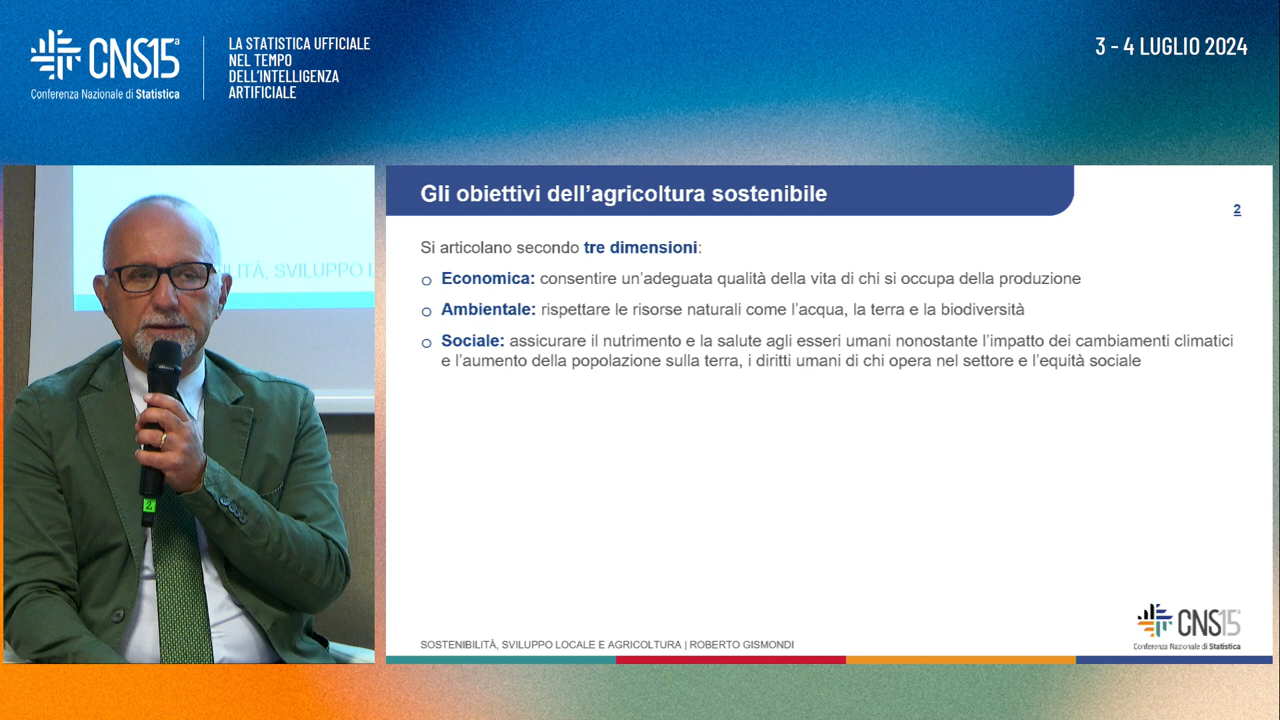 CNS15ª
Conferenza Nazionale di Statistica
LA STATISTICA UFFICIALE
NEL TEMPO
DELL'INTELLIGENZA
ARTIFICIALE
3 - 4 LUGLIO 2024
ILITÀ, SVILUPPO L
2
Gli obiettivi dell'agricoltura sostenibile
2
Si articolano secondo tre dimensioni:
Economica: consentire un'adeguata qualità della vita di chi si occupa della produzione
Ambientale: rispettare le risorse naturali come l'acqua, la terra e la biodiversità
Sociale: assicurare il nutrimento e la salute agli esseri umani nonostante l'impatto dei cambiamenti climatici
e l'aumento della popolazione sulla terra, i diritti umani di chi opera nel settore e l'equità sociale
SOSTENIBILITÀ, SVILUPPO LOCALE E AGRICOLTURA | ROBERTO GISMONDI
CNS15
Conferenza Nazionale di Statistica